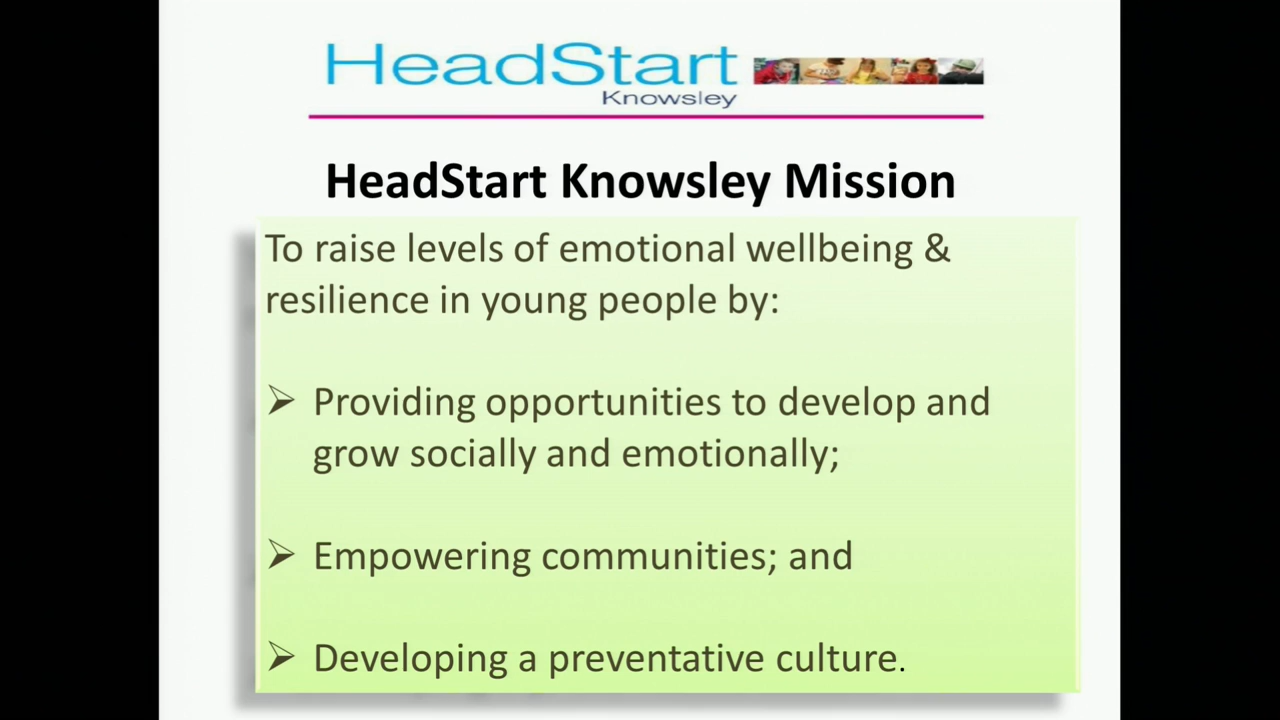 HeadStart
Knowsley
HeadStart Knowsley Mission
To raise levels of emotional wellbeing &
resilience in young people by:
➢ Providing opportunities to develop and
grow socially and emotionally;
➢ Empowering communities; and
➢ Developing a preventative culture.